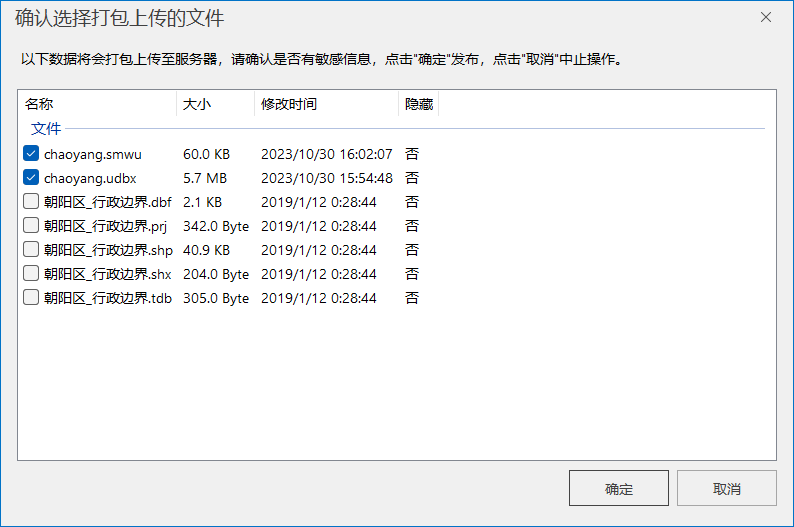 确认选择打包上传的文件
以下数据将会打包上传至服务器，请确认是否有敏感信息，点击"确定"发布，点击"取消"中止操作。
名称 大小 修改时间 隐藏
文件
chaoyang.smwu 60.0 KB 2023/10/30 16:02:07 否
chaoyang.udbx 5.7 MB 2023/10/30 15:54:48 否
朝阳区_行政边界.dbf 2.1 KB 2019/1/12 0:28:44 否
朝阳区_行政边界.prj 342.0 Byte 2019/1/12 0:28:44 否
朝阳区_行政边界.shp 40.9 KB 2019/1/12 0:28:44 否
朝阳区_行政边界.shx 204.0 Byte 2019/1/12 0:28:44 否
朝阳区_行政边界.tdb 305.0 Byte 2019/1/12 0:28:44 否
确定 取消